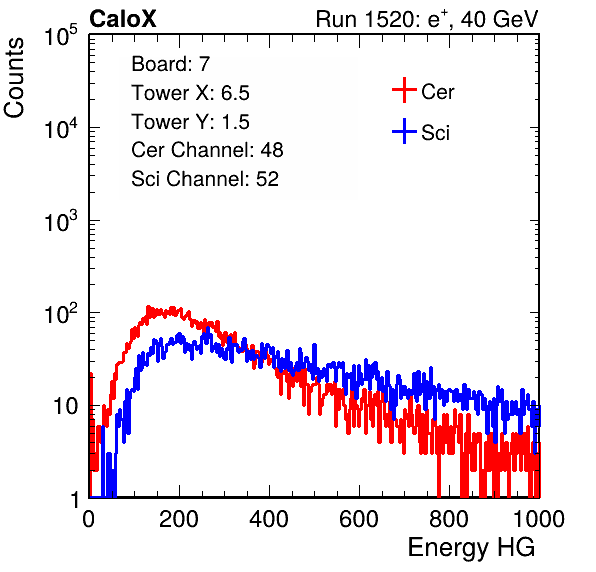 CaloX Run 1520: e⁺, 40 GeV
Counts
Board: 7
Tower X: 6.5
Tower Y: 1.5
Cer Channel: 48
Sci Channel: 52
Cer
Sci
10⁵
10⁴
10³
10²
10
1
0 200 400 600 800 1000
Energy HG